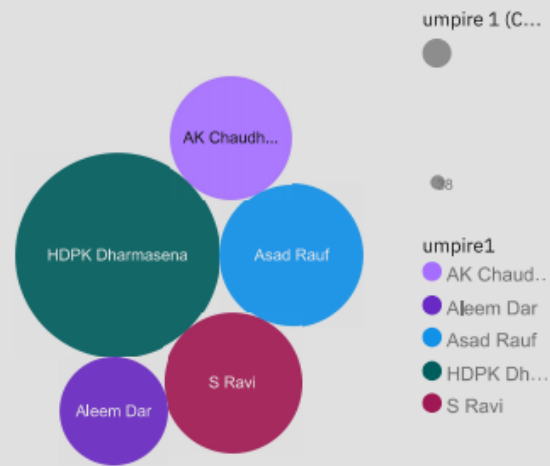 umpire 1 (C...
AK Chaudh...
HDPK Dharmasena
Asad Rauf
S Ravi
Aleem Dar
umpire1
AK Chaud...
Aleem Dar
Asad Rauf
HDPK Dh...
S Ravi